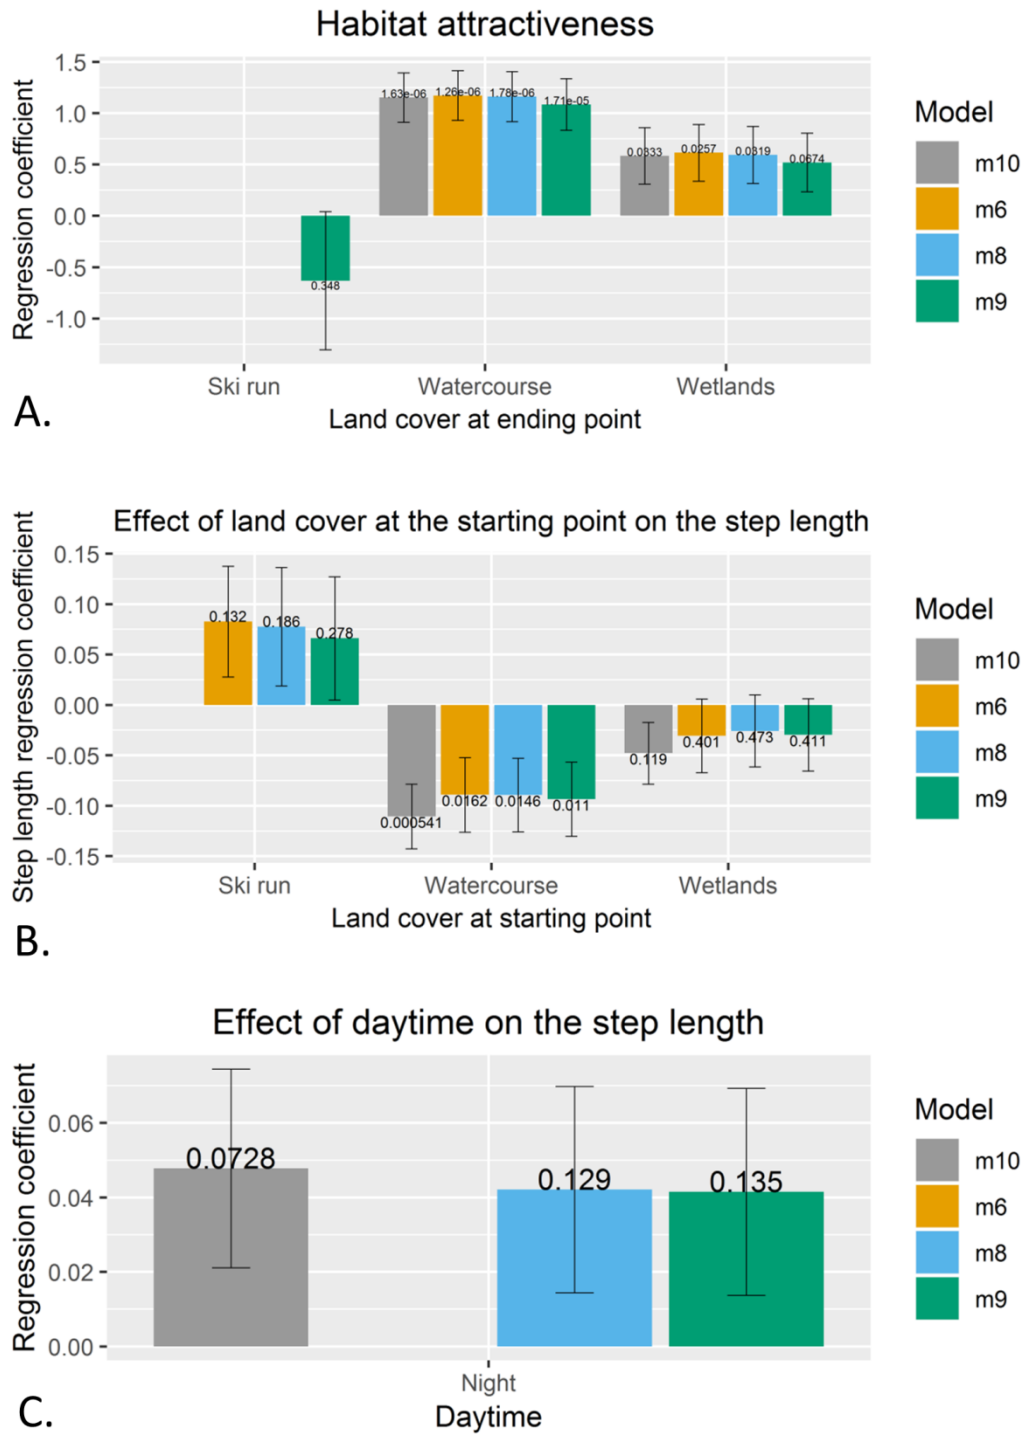 Habitat attractiveness
Regression coefficient
1.5
1.0
0.5
0.0
-0.5
-1.0
1.63e-06 1.26e-06 1.78e-06 1.71e-05
0.0333 0.0257 0.0319 0.0674
0.348
Ski run Watercourse Wetlands
Land cover at ending point
Model
m10
m6
m8
m9
A.
Effect of land cover at the starting point on the step length
Step length regression coefficient
0.15
0.10
0.05
0.00
-0.05
-0.10
-0.15
0.132 0.186 0.278
0.000541 0.0162 0.0146 0.011
0.119 0.401 0.473 0.411
Ski run Watercourse Wetlands
Land cover at starting point
Model
m10
m6
m8
m9
B.
Effect of daytime on the step length
Regression coefficient
0.06
0.04
0.02
0.00
0.0728 0.129 0.135
Night
Daytime
Model
m10
m6
m8
m9
C.